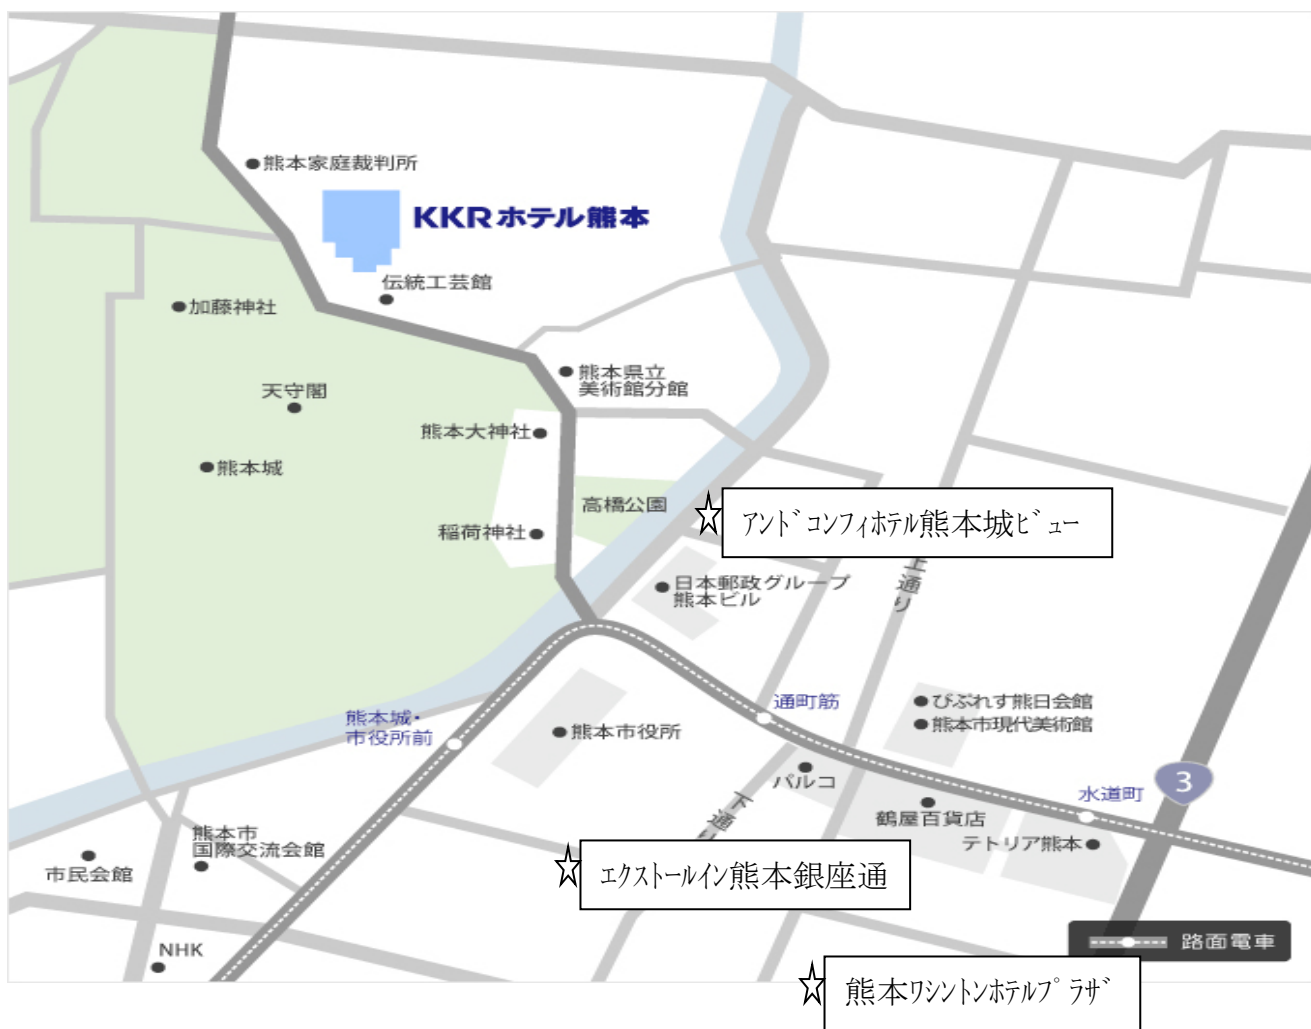 熊本家庭裁判所
KKRホテル熊本
伝統工芸館
加藤神社
熊本県立
美術館分館
天守閣
熊本大神社
熊本城
高橋公園
アンドコンフィホテル熊本城ビュー
稲荷神社
上通り
日本郵政グループ
熊本ビル
通町筋
びぷれす熊日会館
熊本市現代美術館
熊本城・
市役所前
熊本市役所
パルコ
3
水道町
下通り
鶴屋百貨店
テトリア熊本
熊本市
国際交流会館
市民会館
エクストールイン熊本銀座通
NHK
路面電車
熊本ワシントンホテルプラザ